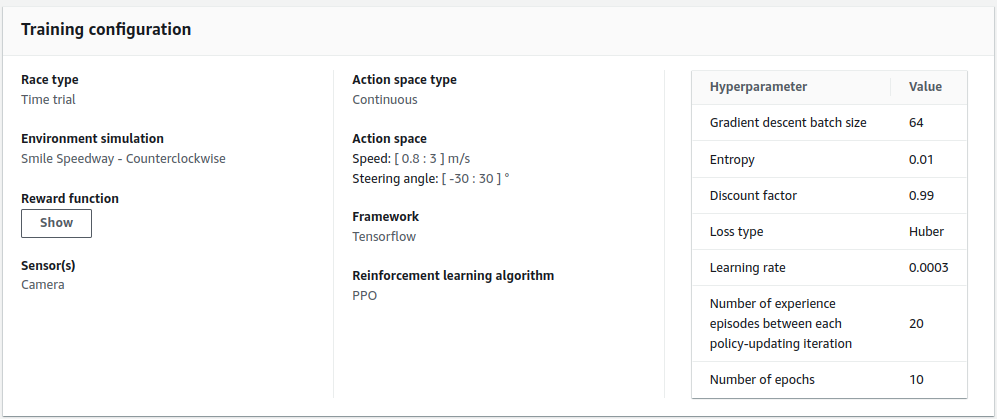 Training configuration
Race type
Time trial
Environment simulation
Smile Speedway - Counterclockwise
Reward function
Show
Sensor(s)
Camera
Action space type
Continuous
Action space
Speed: [ 0.8 : 3 ] m/s
Steering angle: [ -30 : 30 ] °
Framework
Tensorflow
Reinforcement learning algorithm
PPO
Hyperparameter Value
Gradient descent batch size 64
Entropy 0.01
Discount factor 0.99
Loss type Huber
Learning rate 0.0003
Number of experience
episodes between each 20
policy-updating iteration
Number of epochs 10